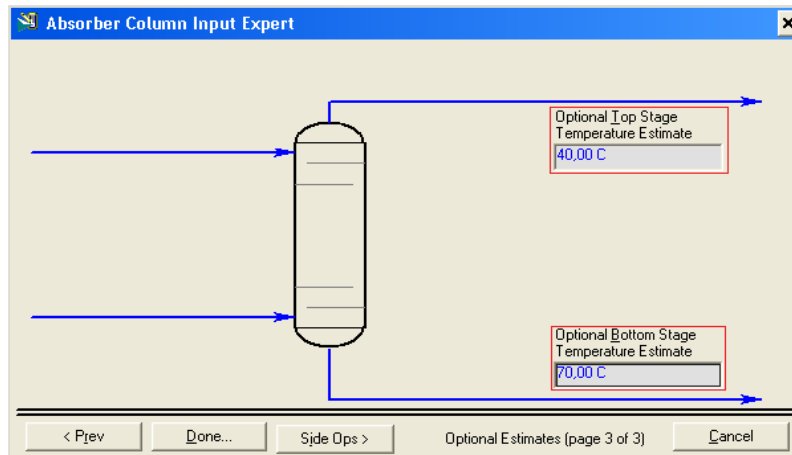 Absorber Column Input Expert
Optional Top Stage
Temperature Estimate
40,00 C
Optional Bottom Stage
Temperature Estimate
70,00 C
< Prev
Done...
Side Ops >
Optional Estimates (page 3 of 3)
Cancel